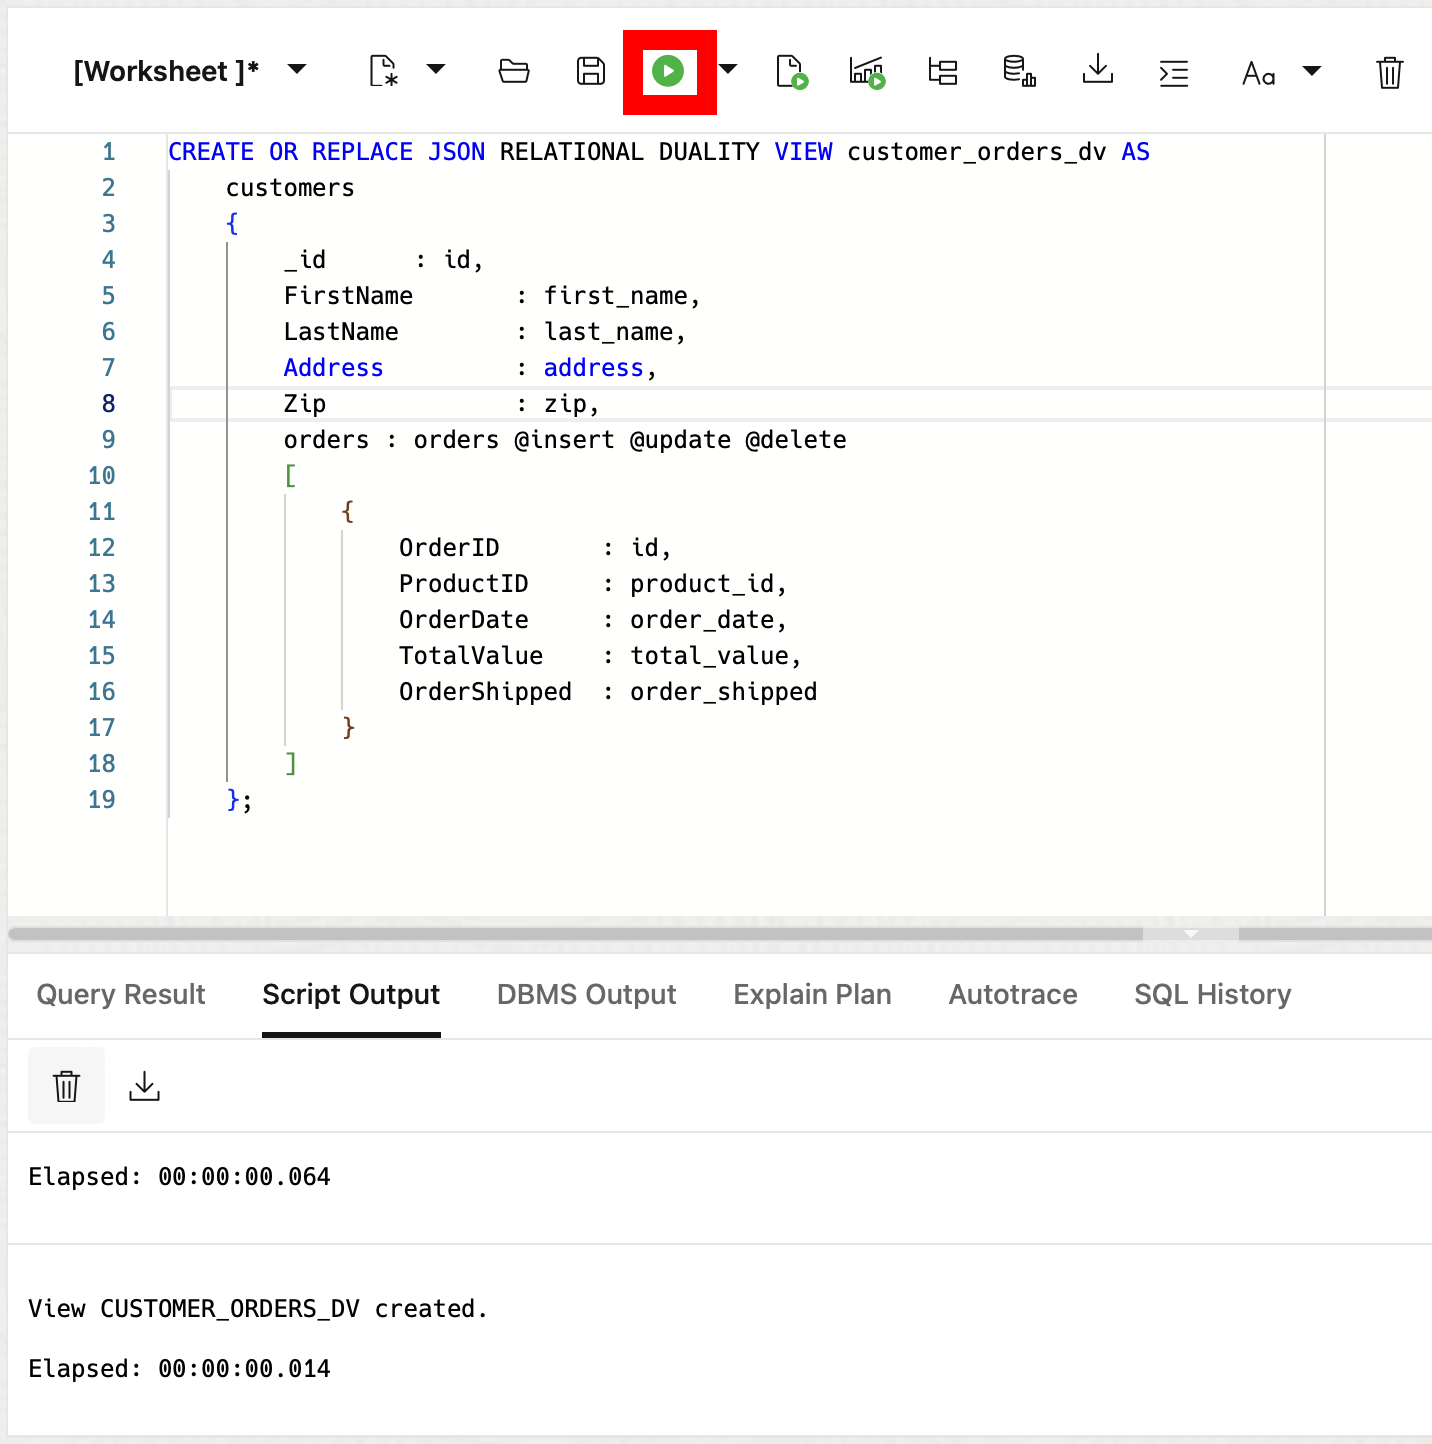 [Worksheet ]*
Aa
1 CREATE OR REPLACE JSON RELATIONAL DUALITY VIEW customer_orders_dv AS
2     customers
3     {
4         _id      : id,
5         FirstName       : first_name,
6         LastName        : last_name,
7         Address         : address,
8         Zip             : zip,
9         orders : orders @insert @update @delete
10         [
11             {
12                 OrderID       : id,
13                 ProductID     : product_id,
14                 OrderDate     : order_date,
15                 TotalValue    : total_value,
16                 OrderShipped  : order_shipped
17             }
18         ]
19     };
Query Result Script Output DBMS Output Explain Plan Autotrace SQL History
Elapsed: 00:00:00.064
View CUSTOMER_ORDERS_DV created.
Elapsed: 00:00:00.014